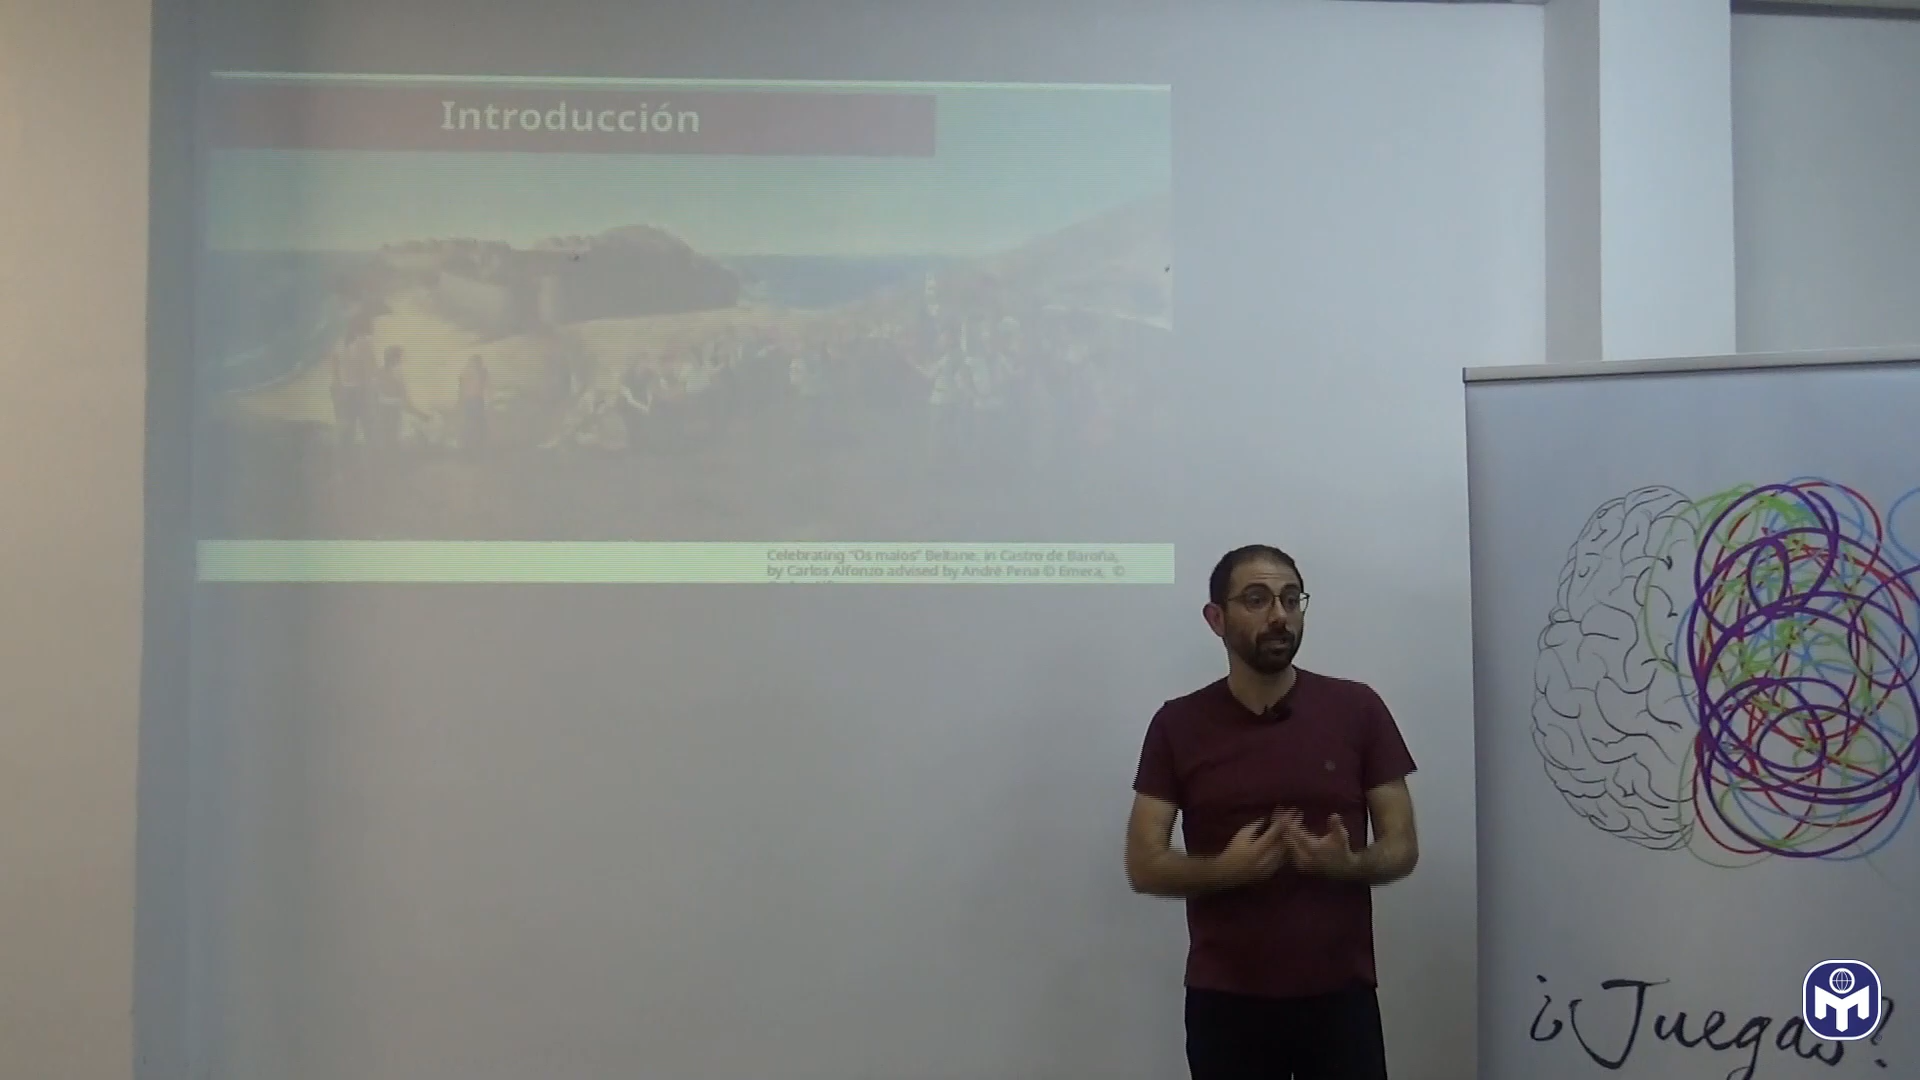 Introducción
Celebrating "Os maios" Beltane, in Castro de Baroña,
by Carlos Alfonzo advised by André Pena © Emera, ©
¿Juegas?